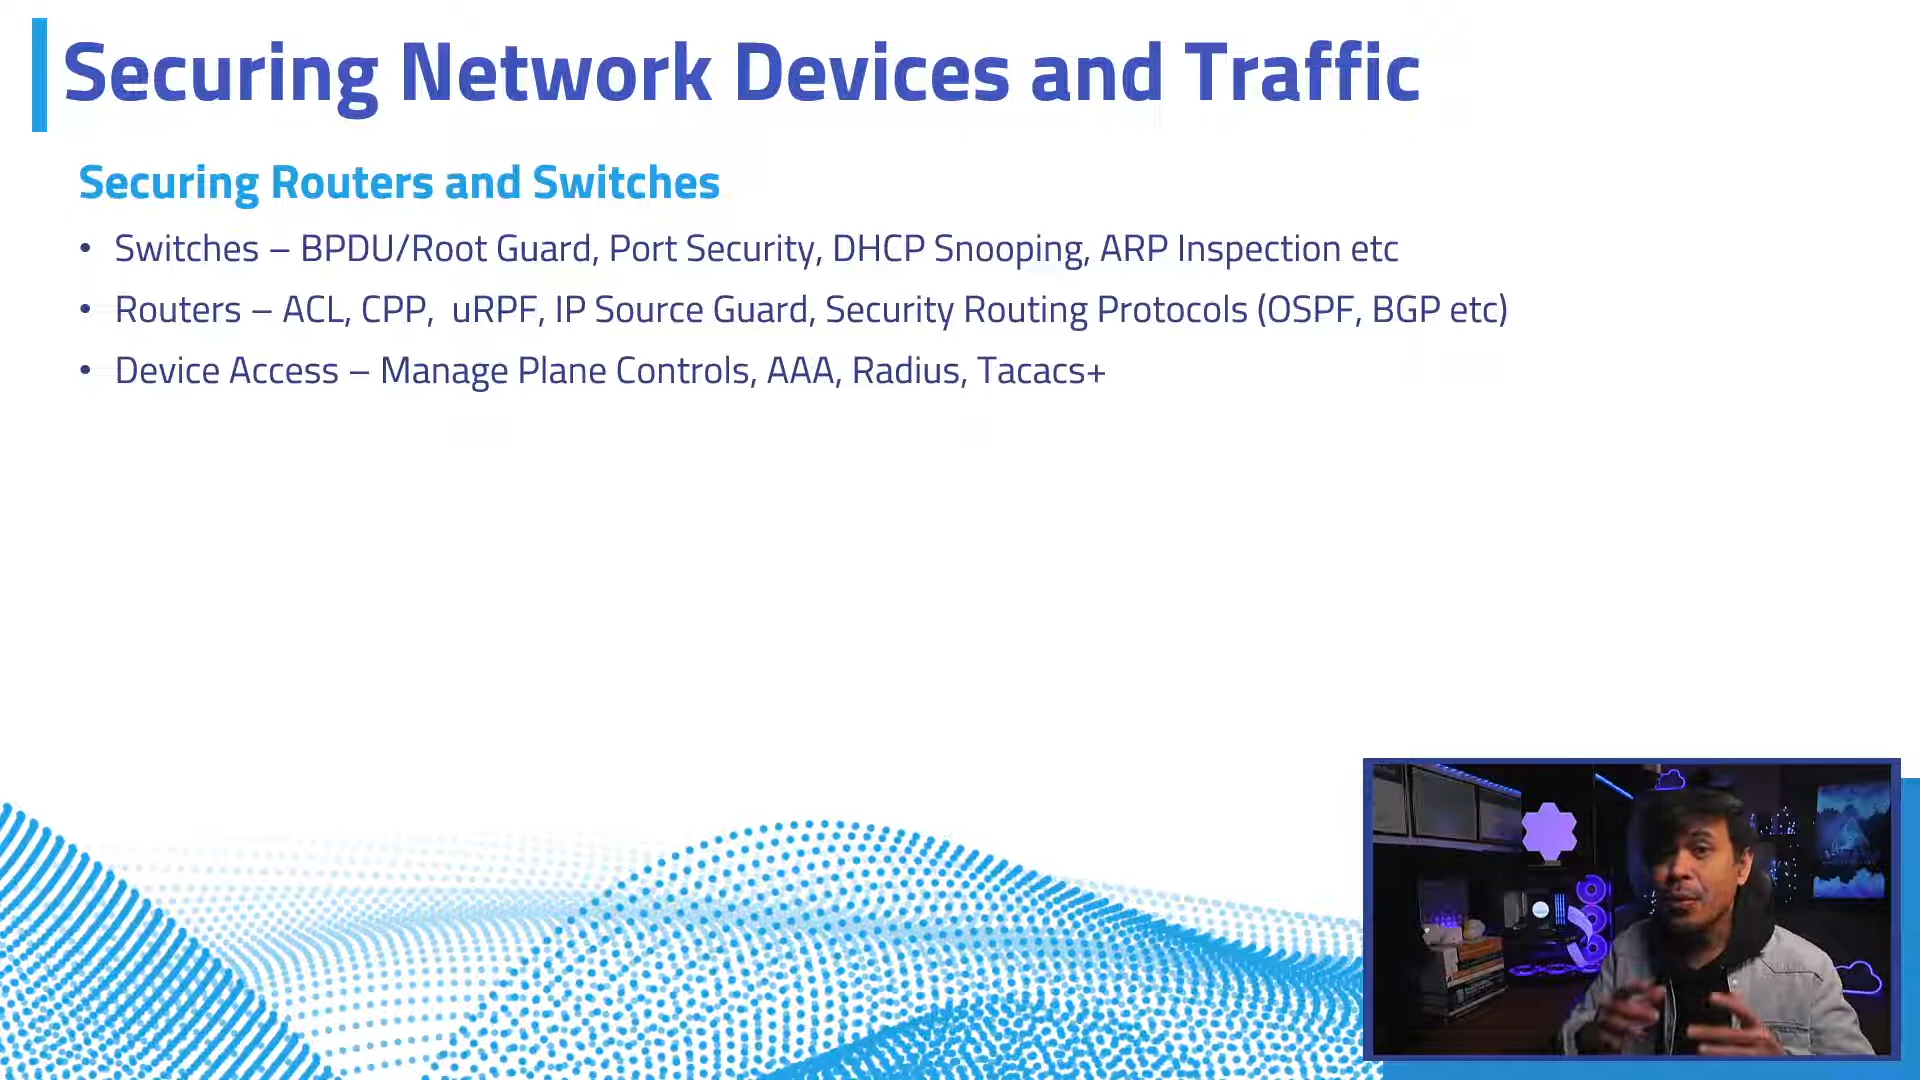 Securing Network Devices and Traffic
Securing Routers and Switches
• Switches – BPDU/Root Guard, Port Security, DHCP Snooping, ARP Inspection etc
• Routers – ACL, CPP, uRPF, IP Source Guard, Security Routing Protocols (OSPF, BGP etc)
• Device Access – Manage Plane Controls, AAA, Radius, Tacacs+